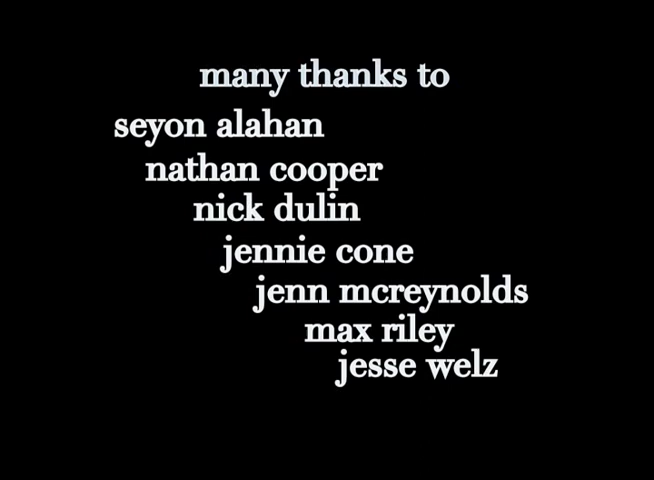 many thanks to
seyon alahan
nathan cooper
nick dulin
jennie cone
jenn mcreynolds
max riley
jesse welz